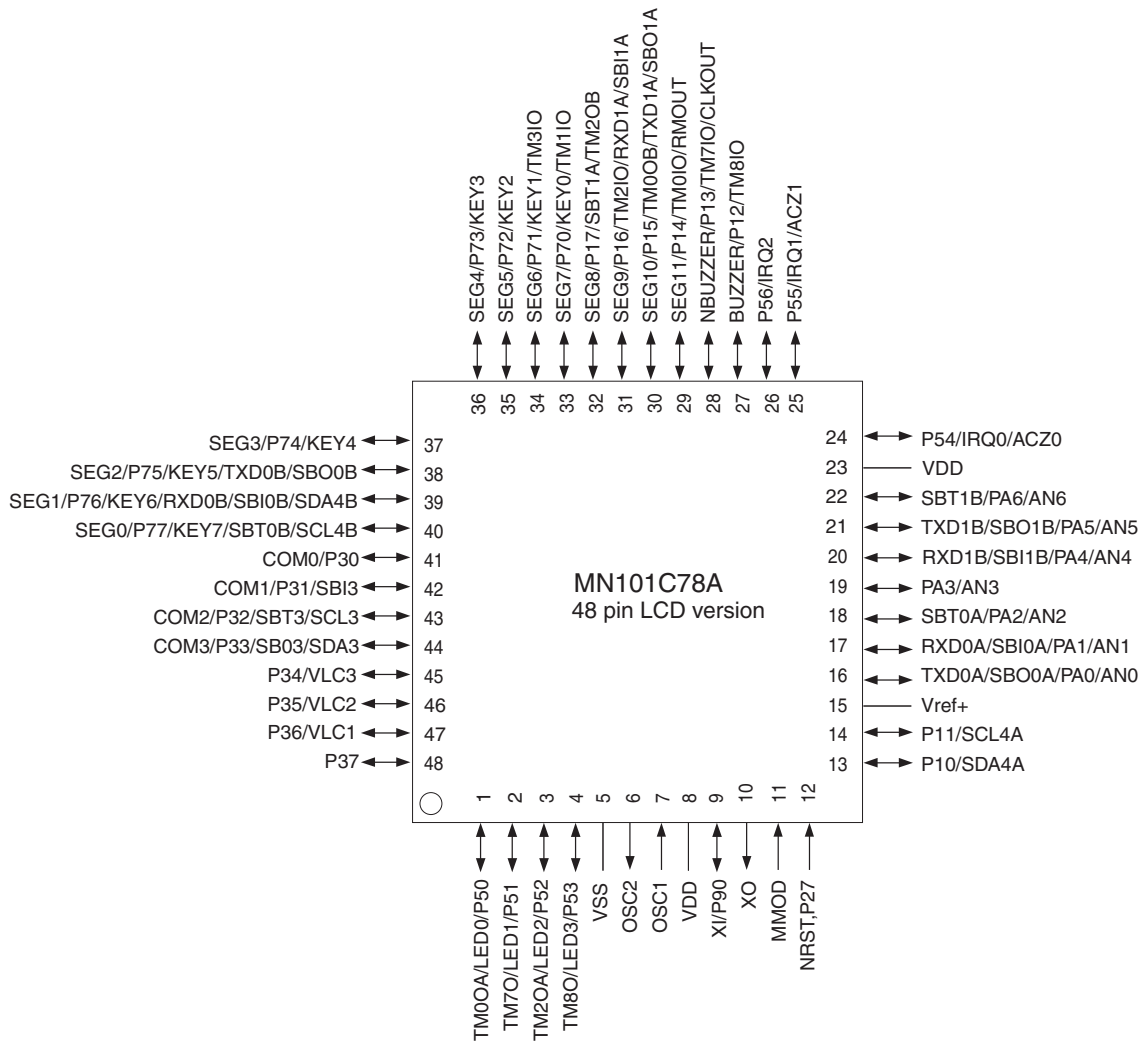 SEG4/P73/KEY3
SEG5/P72/KEY2
SEG6/P71/KEY1/TM3IO
SEG7/P70/KEY0/TM1IO
SEG8/P17/SBT1A/TM2OB
SEG9/P16/TM2IO/RXD1A/SBI1A
SEG10/P15/TM0OB/TXD1A/SBO1A
SEG11/P14/TM0IO/RMOUT
NBUZZER/P13/TM7IO/CLKOUT
BUZZER/P12/TM8IO
P56/IRQ2
P55/IRQ1/ACZ1
36 35 34 33 32 31 30 29 28 27 26 25
SEG3/P74/KEY4 37
SEG2/P75/KEY5/TXD0B/SBO0B 38
SEG1/P76/KEY6/RXD0B/SBI0B/SDA4B 39
SEG0/P77/KEY7/SBT0B/SCL4B 40
COM0/P30 41
COM1/P31/SBI3 42
COM2/P32/SBT3/SCL3 43
COM3/P33/SB03/SDA3 44
P34/VLC3 45
P35/VLC2 46
P36/VLC1 47
P37 48
MN101C78A
48 pin LCD version
24 P54/IRQ0/ACZ0
23 VDD
22 SBT1B/PA6/AN6
21 TXD1B/SBO1B/PA5/AN5
20 RXD1B/SBI1B/PA4/AN4
19 PA3/AN3
18 SBT0A/PA2/AN2
17 RXD0A/SBI0A/PA1/AN1
16 TXD0A/SBO0A/PA0/AN0
15 Vref+
14 P11/SCL4A
13 P10/SDA4A
1 2 3 4 5 6 7 8 9 10 11 12
TM0OA/LED0/P50
TM7O/LED1/P51
TM2OA/LED2/P52
TM8O/LED3/P53
VSS
OSC2
OSC1
VDD
XI/P90
XO
MMOD
NRST,P27